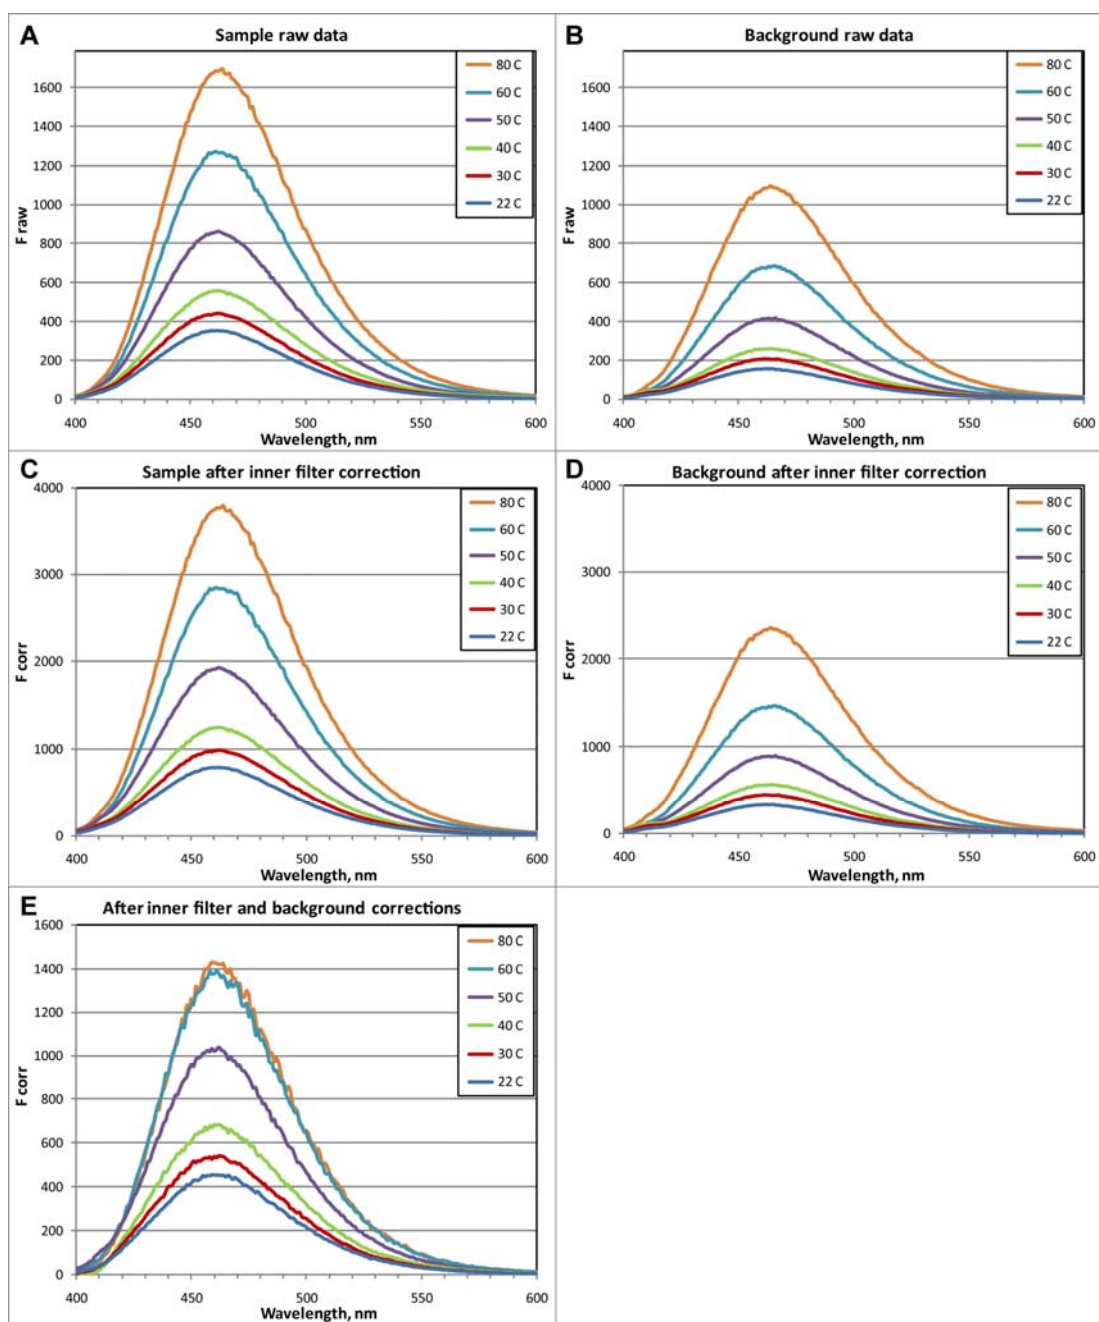 A
Sample raw data
F raw
1600
1400
1200
1000
800
600
400
200
0
80 C
60 C
50 C
40 C
30 C
22 C
400 450 500 550 600
Wavelength, nm
B
Background raw data
F raw
1600
1400
1200
1000
800
600
400
200
0
80 C
60 C
50 C
40 C
30 C
22 C
400 450 500 550 600
Wavelength, nm
C
Sample after inner filter correction
F corr
4000
3000
2000
1000
0
80 C
60 C
50 C
40 C
30 C
22 C
400 450 500 550 600
Wavelength, nm
D
Background after inner filter correction
F corr
4000
3000
2000
1000
0
80 C
60 C
50 C
40 C
30 C
22 C
400 450 500 550 600
Wavelength, nm
E
After inner filter and background corrections
F corr
1600
1400
1200
1000
800
600
400
200
0
80 C
60 C
50 C
40 C
30 C
22 C
400 450 500 550 600
Wavelength, nm